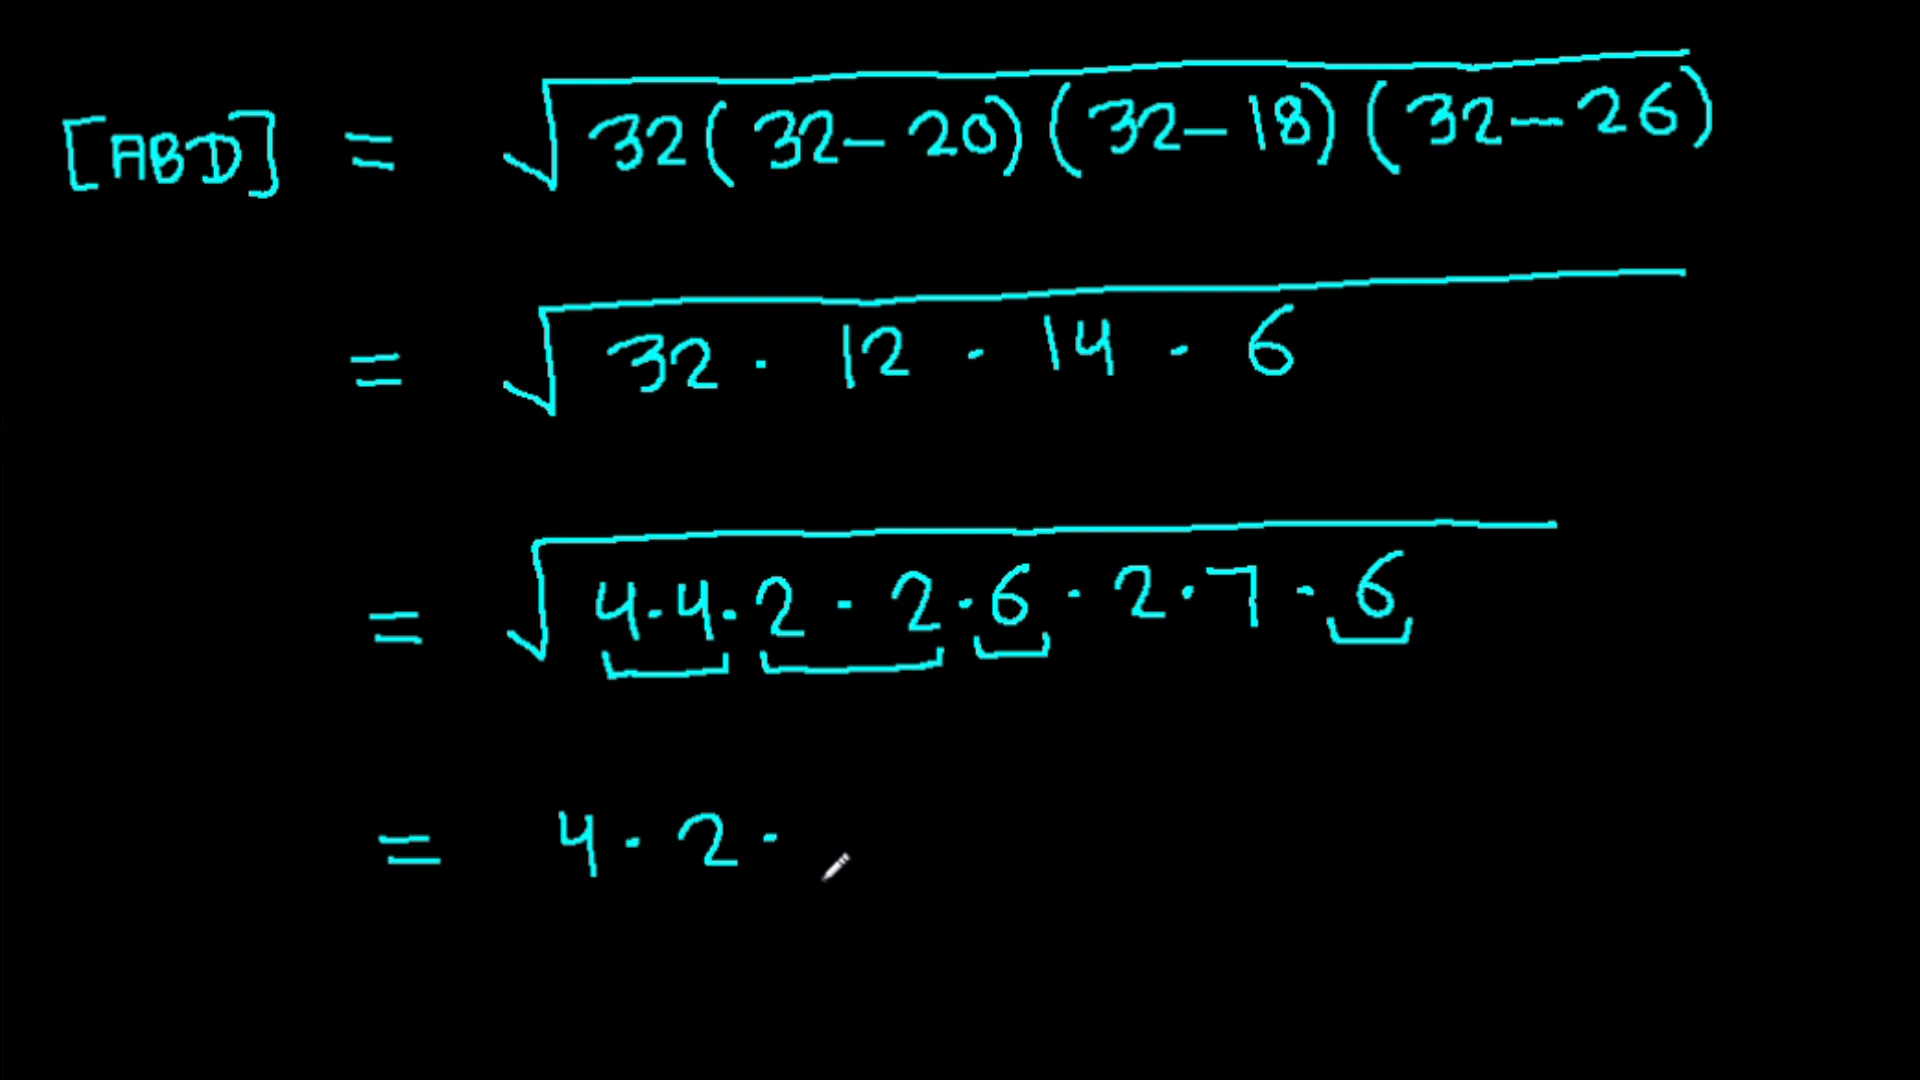 [ABD] = √32(32-20)(32-18)(32-26)
= √32 · 12 · 14 · 6
= √4·4·2·2·6·2·7·6
= 4·2·